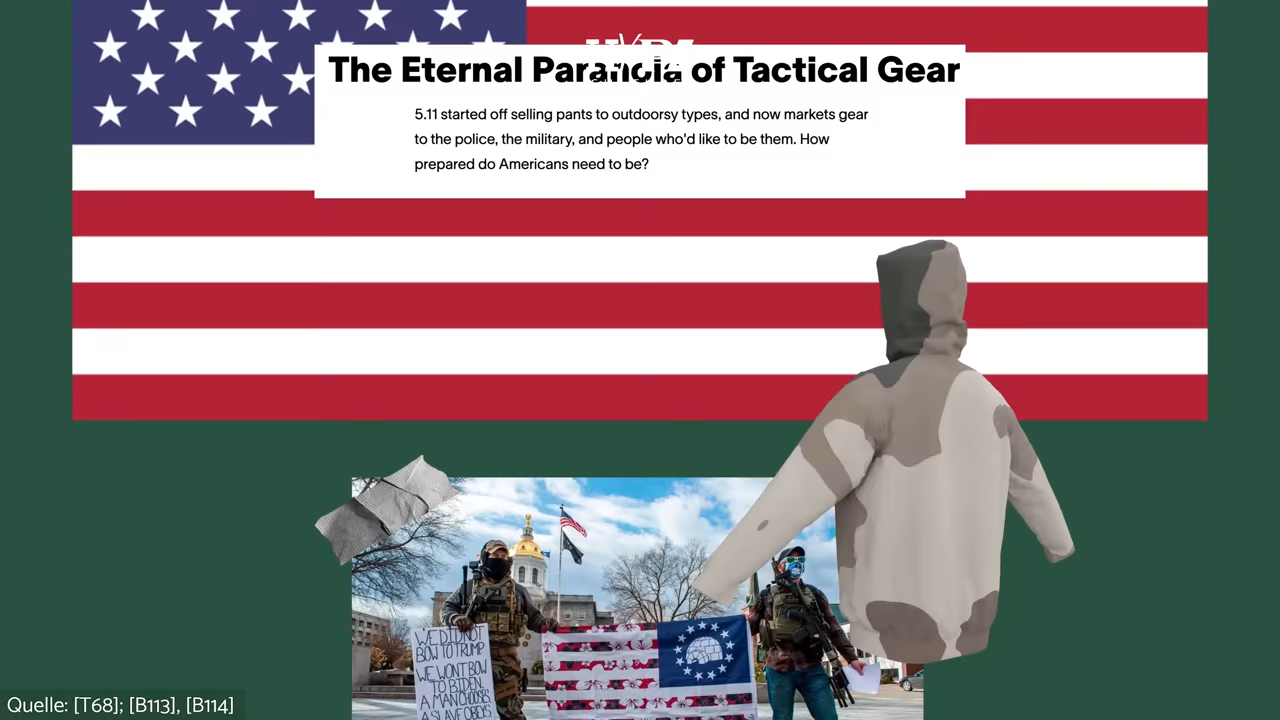 The Eternal Paranoia of Tactical Gear
5.11 started off selling pants to outdoorsy types, and now markets gear
to the police, the military, and people who'd like to be them. How
prepared do Americans need to be?
WE DID NOT
BOW TO TRUMP
WE WON'T BOW
TO BIDEN.
A MAN CHOOSES,
A SLAVE OBEYS
Quelle: [T68]; [B113], [B114]